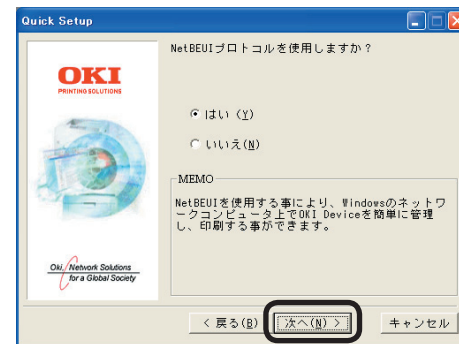 Quick Setup
NetBEUIプロトコルを使用しますか？
OKI
PRINTING SOLUTIONS
はい (Y)
いいえ(N)
MEMO
NetBEUIを使用する事により、Windowsのネットワ
ークコンピュータ上でOKI Deviceを簡単に管理
し、印刷する事ができます。
Oki, Network Solutions
for a Global Society
< 戻る(B)
次へ(N) >
キャンセル